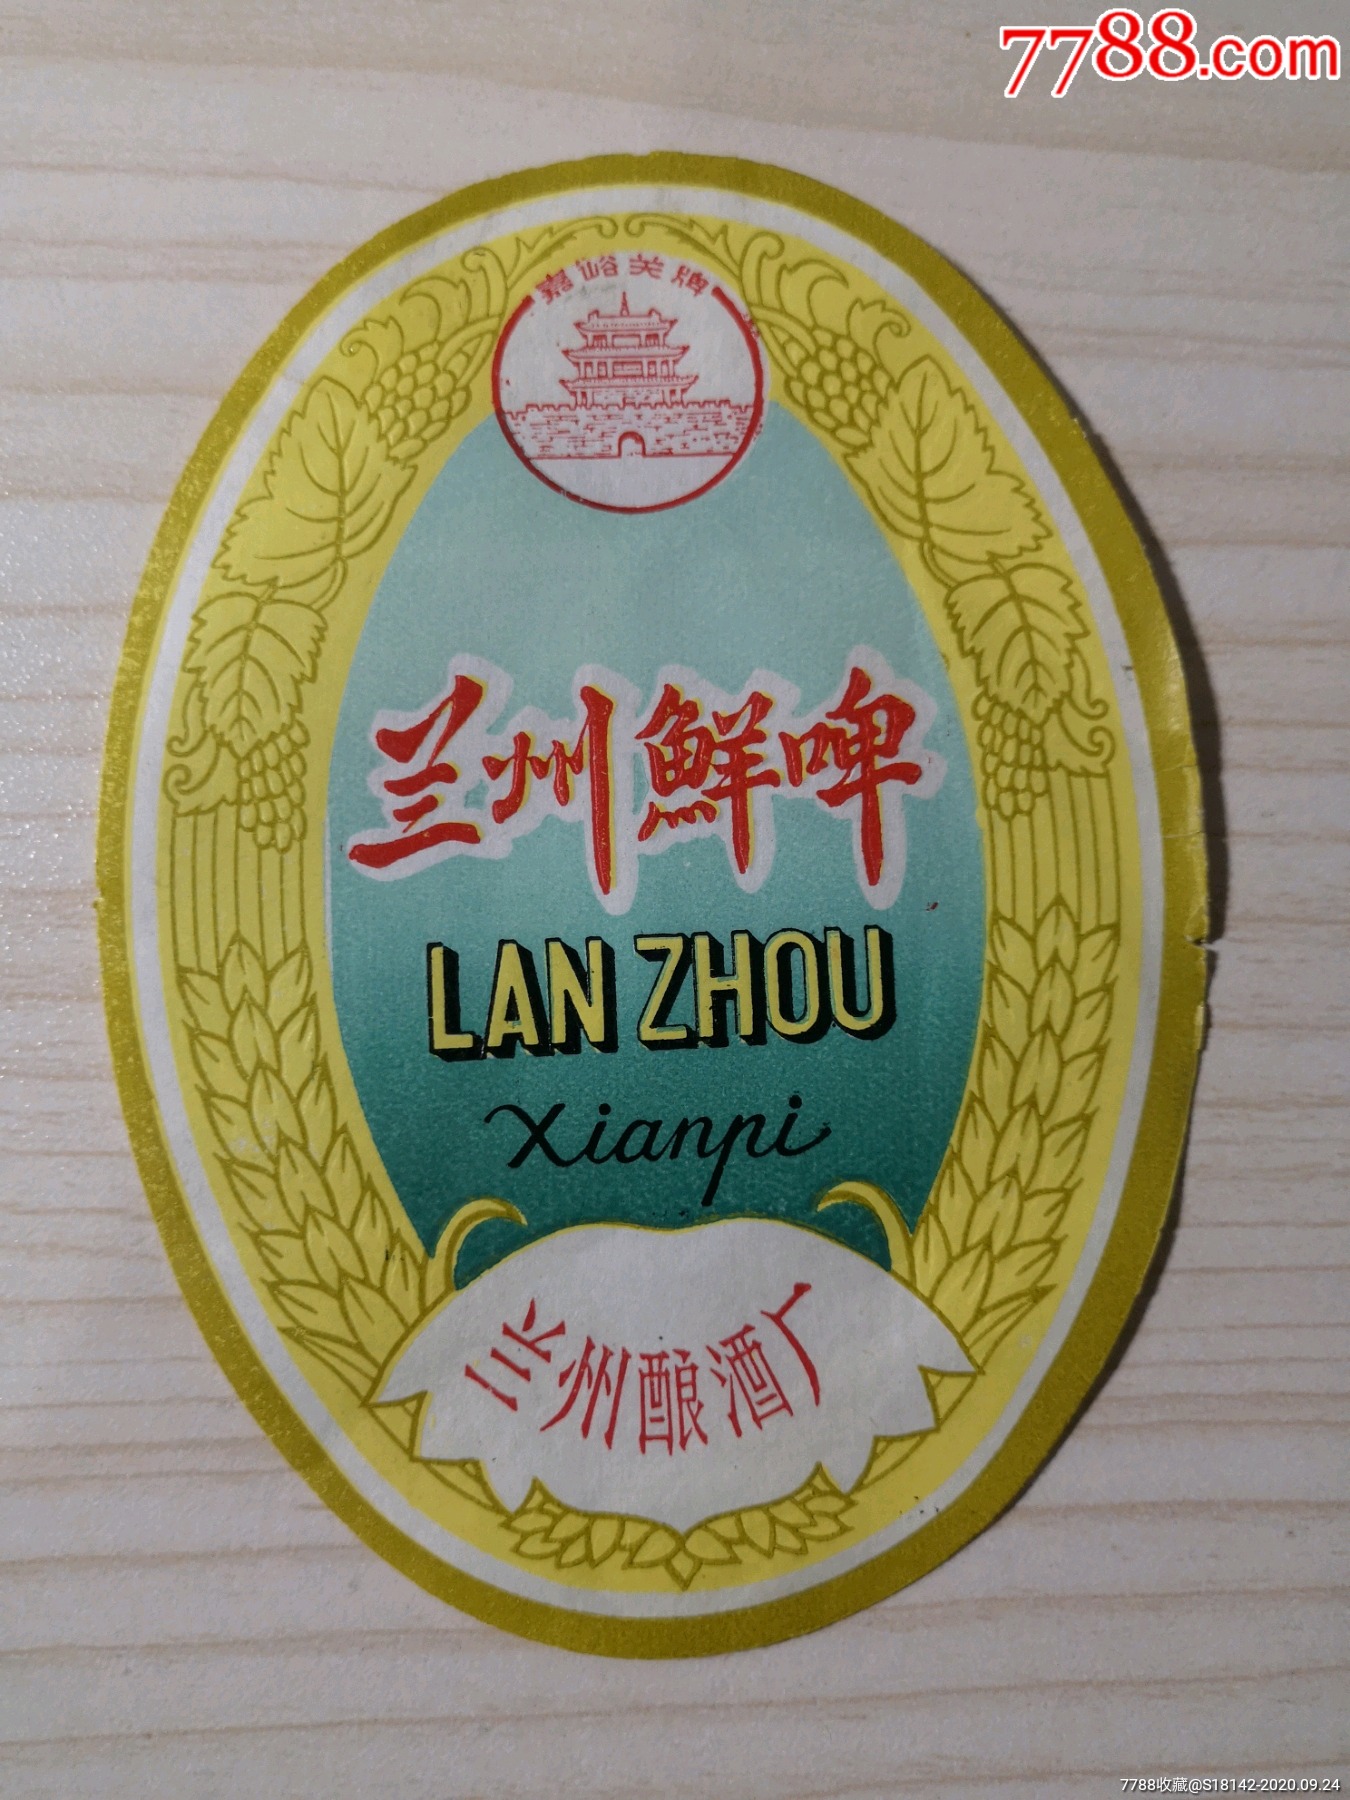 7788.com
嘉峪关牌
兰州鮮啤
LAN ZHOU
Xianpi
兰州酿酒厂
7788收藏@S18142-2020.09.24